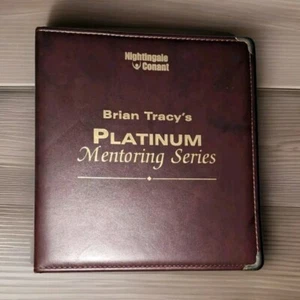 Nightingale
Conant
Brian Tracy's
PLATINUM
Mentoring Series